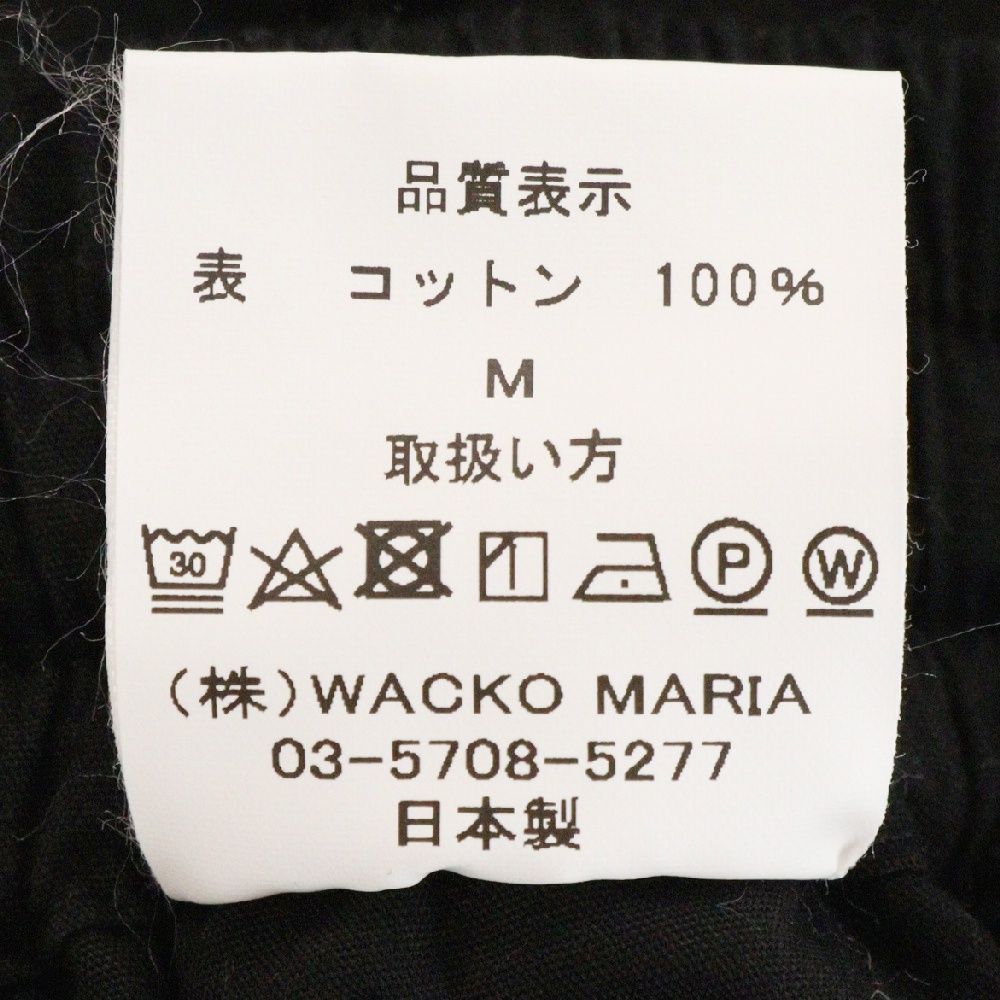 品質表示
表 コットン 100%
M
取扱い方
30 P W
(株)WACKO MARIA
03-5708-5277
日本製